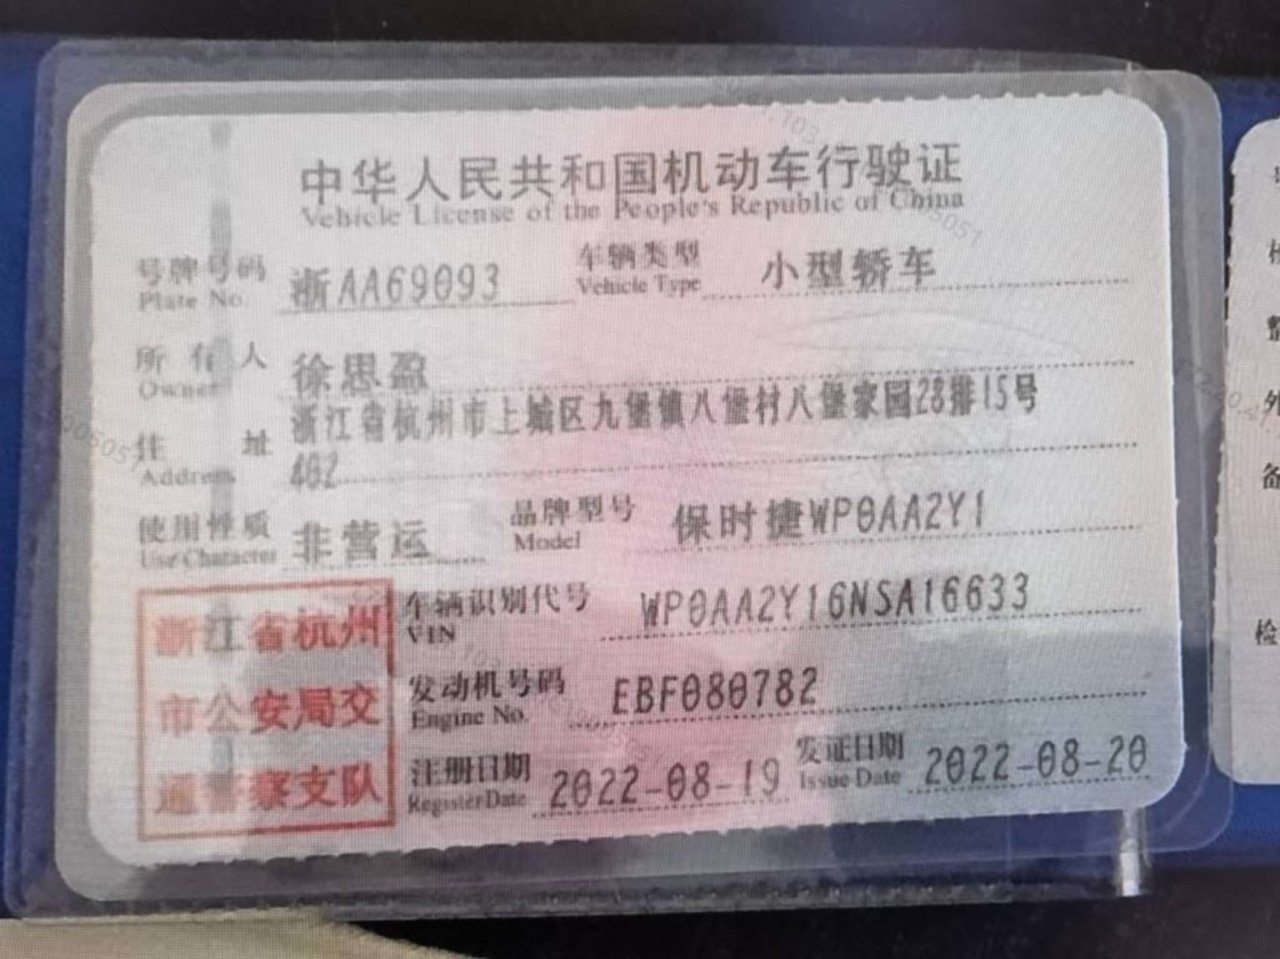 中华人民共和国机动车行驶证
Vehicle License of the People's Republic of China
号牌号码 浙AA69093 车辆类型 小型轿车
Plate No. Vehicle Type
所有人 徐思盈
Owner
住址 浙江省杭州市上城区九堡镇八堡村八堡家园28排15号
Address 402
使用性质 非营运 品牌型号 保时捷WP0AA2Y1
Use Character Model
浙江省杭州
市公安局交
通警察支队
车辆识别代号 WP0AA2Y16NSA16633
VIN
发动机号码 EBF080782
Engine No.
注册日期 2022-08-19 发证日期 2022-08-20
Register Date Issue Date
外
备
检